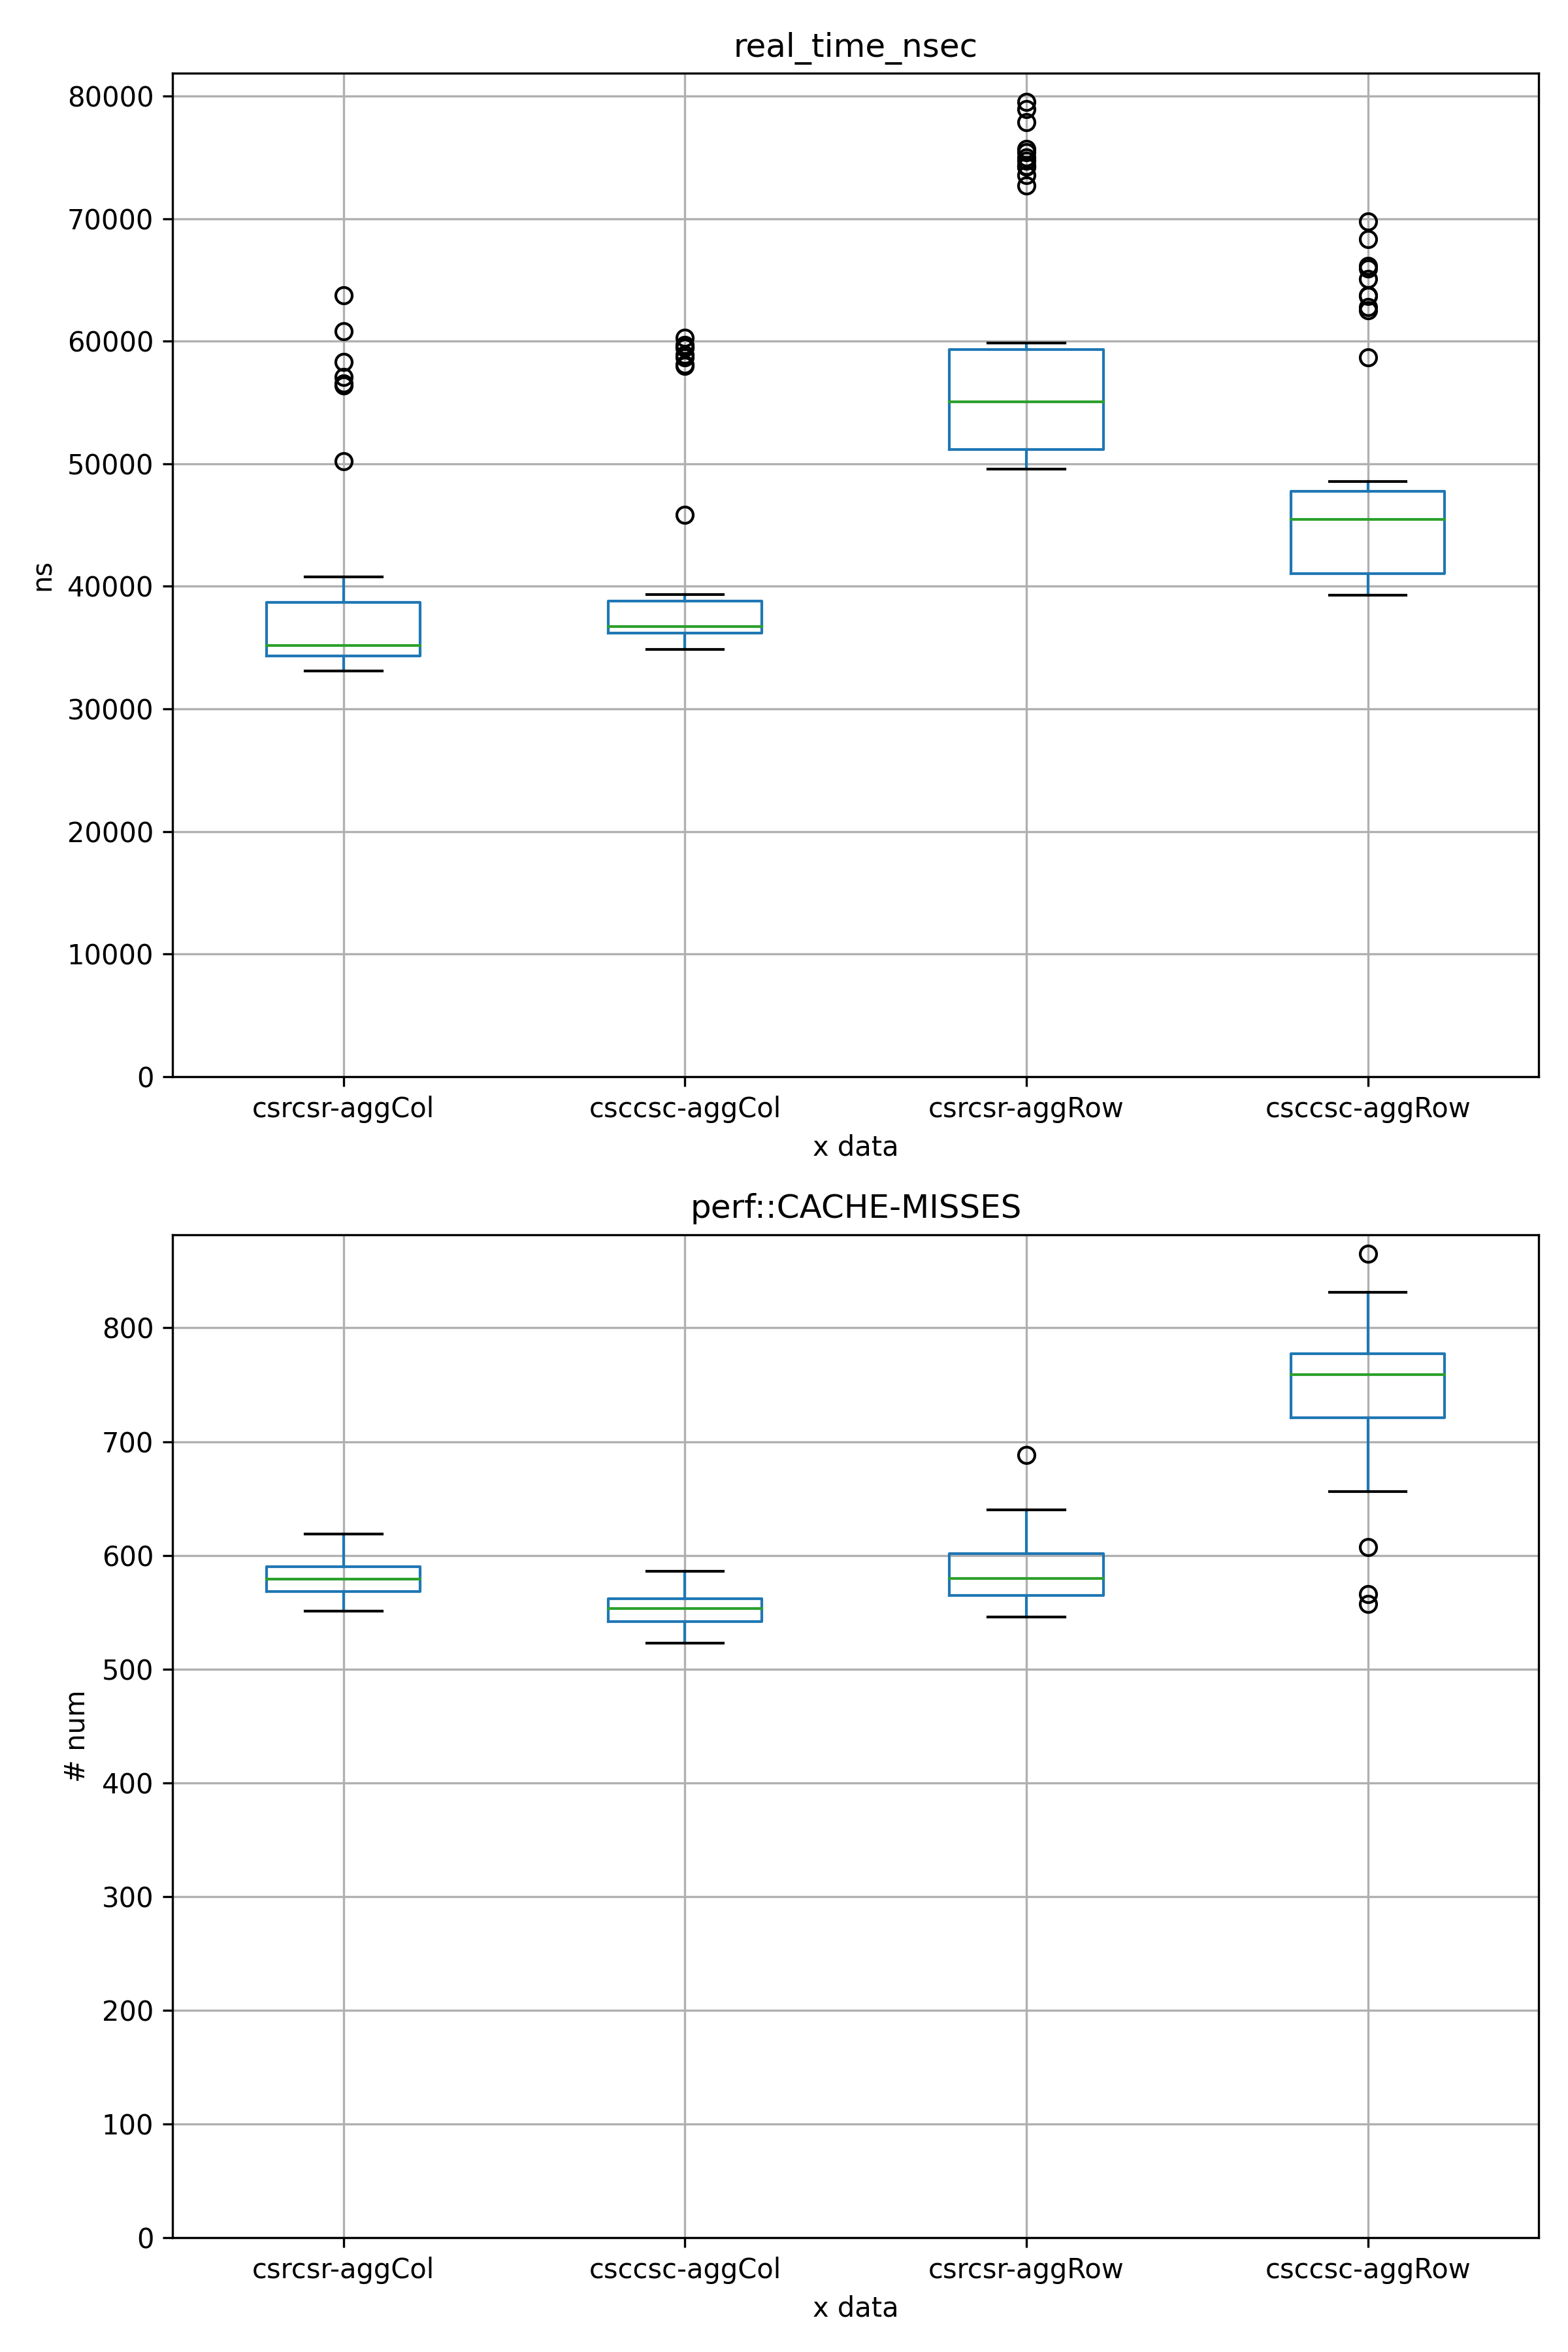 real_time_nsec
80000
70000
60000
50000
40000
30000
20000
10000
0
ns
csrcsr-aggCol csccsc-aggCol csrcsr-aggRow csccsc-aggRow
x data
perf::CACHE-MISSES
800
700
600
500
400
300
200
100
0
# num
csrcsr-aggCol csccsc-aggCol csrcsr-aggRow csccsc-aggRow
x data